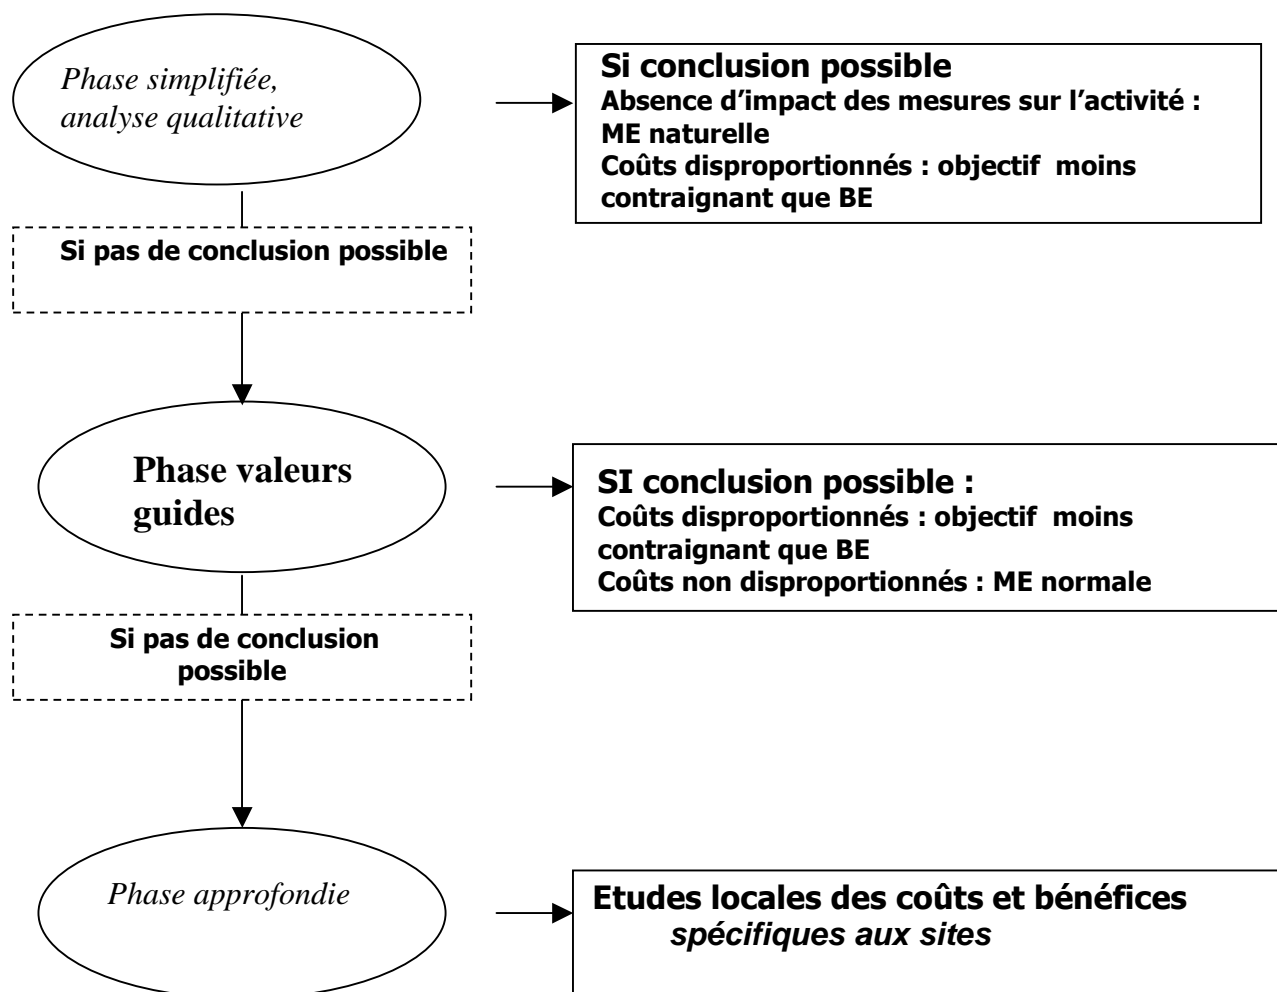 Phase simplifiée,
analyse qualitative
Si conclusion possible
Absence d’impact des mesures sur l’activité :
ME naturelle
Coûts disproportionnés : objectif moins
contraignant que BE
Si pas de conclusion possible
Phase valeurs
guides
SI conclusion possible :
Coûts disproportionnés : objectif moins
contraignant que BE
Coûts non disproportionnés : ME normale
Si pas de conclusion
possible
Phase approfondie
Etudes locales des coûts et bénéfices
spécifiques aux sites